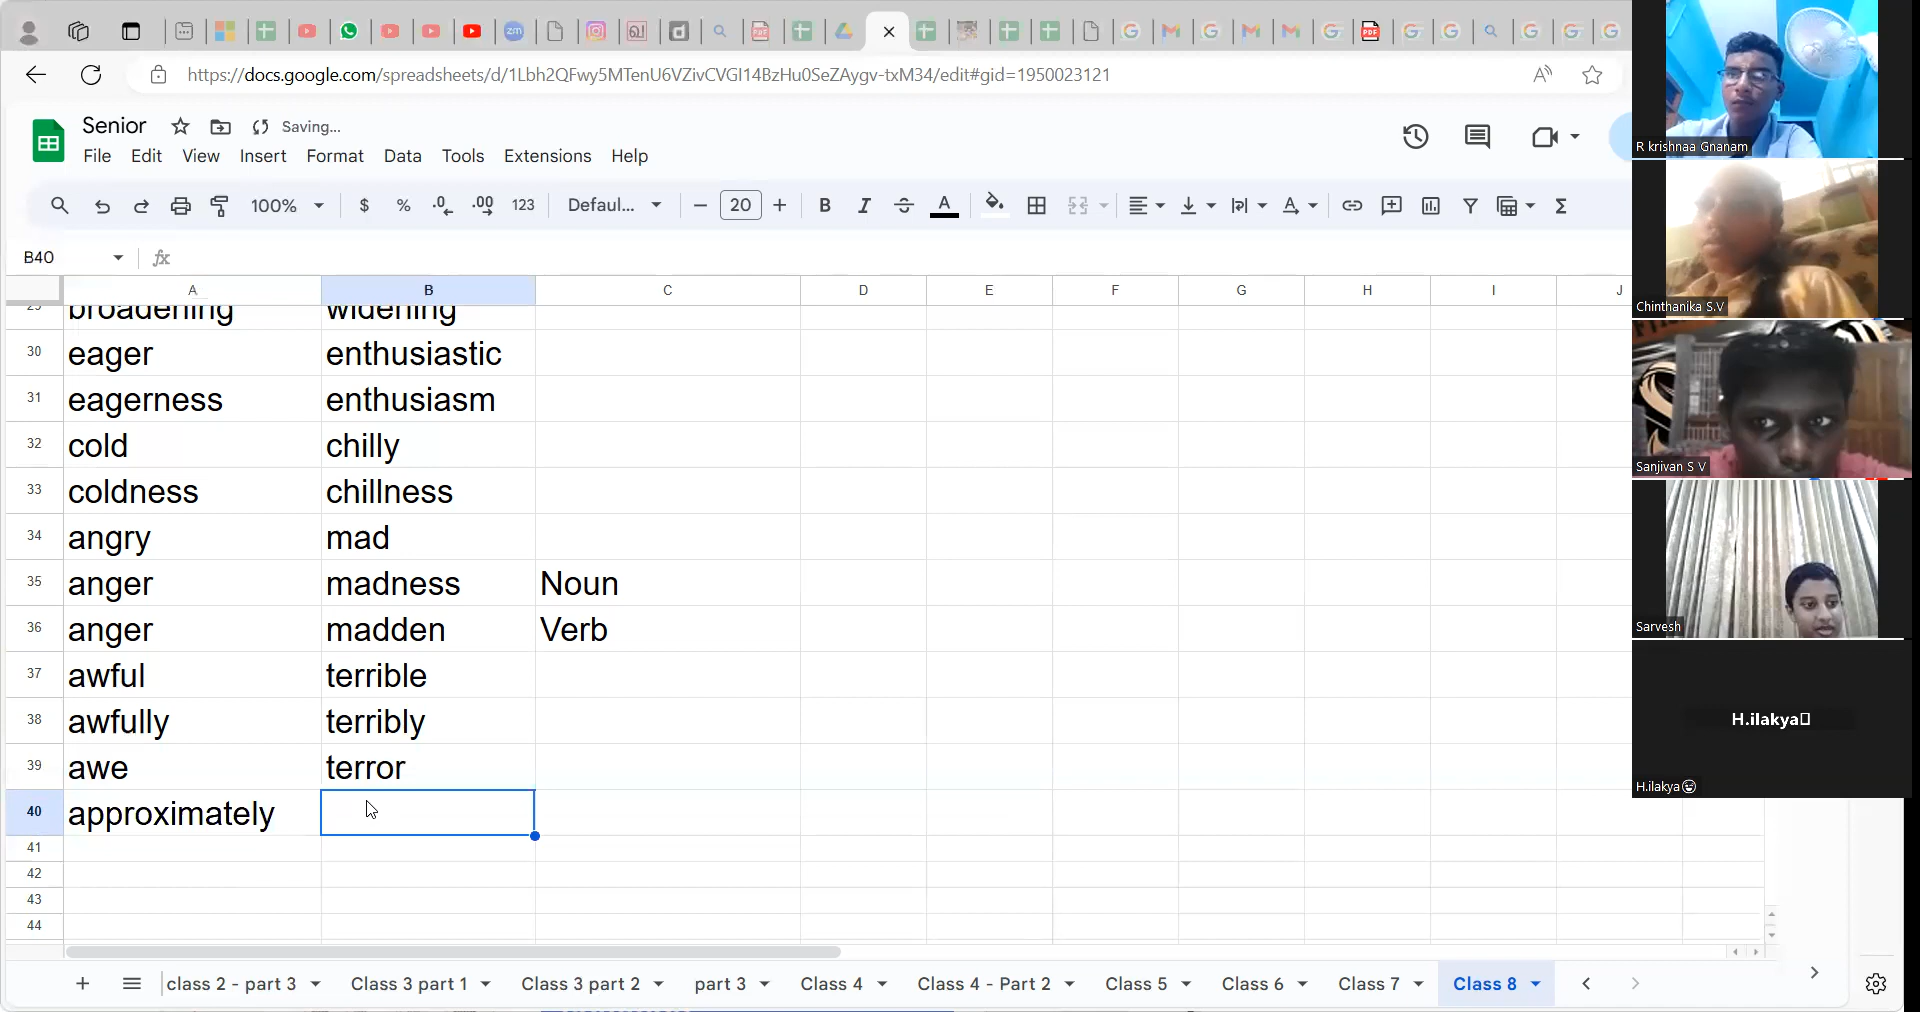 https://docs.google.com/spreadsheets/d/1Lbh2QFwy5MTenU6VZivCVGI14BzHu0SeZAygv-txM34/edit#gid=1950023121
Senior Saving...
File Edit View Insert Format Data Tools Extensions Help
100% $ % .0 .00 123 Defaul... 20 B I A
B40 fx
A B C D E F G H I J
29 broadening widening
30 eager enthusiastic
31 eagerness enthusiasm
32 cold chilly
33 coldness chillness
34 angry mad
35 anger madness Noun
36 anger madden Verb
37 awful terrible
38 awfully terribly
39 awe terror
40 approximately
41
42
43
44
class 2 - part 3 Class 3 part 1 Class 3 part 2 part 3 Class 4 Class 4 - Part 2 Class 5 Class 6 Class 7 Class 8
R krishnaa Gnanam
Chinthanika S.V
Sanjivan S V
Sarvesh
H.ilakya
H.ilakya😀